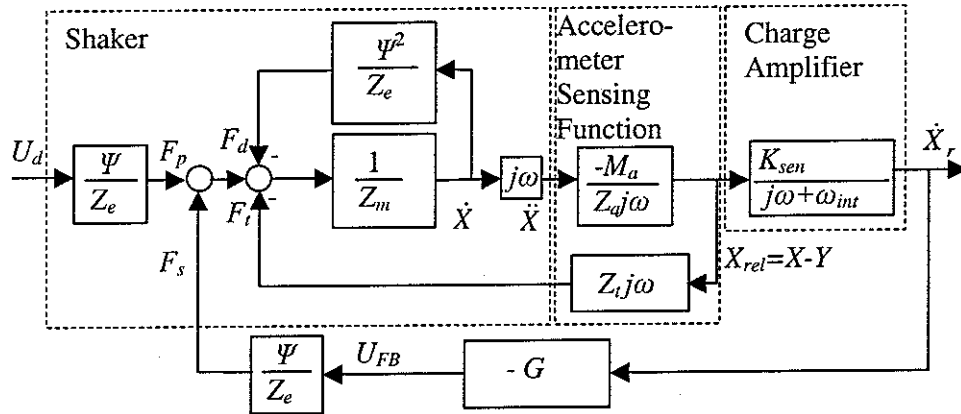 Shaker
Accelero-
meter
Sensing
Function
Charge
Amplifier
Ψ²
Z_e
U_d
Ψ
Z_e
F_p
F_d
-
F_t
-
1
Z_m
Ẋ
jω
Ẍ
-M_a
Z_a jω
K_sen
jω+ω_int
Ẋ_r
F_s
Z_t jω
X_rel=X-Y
Ψ
Z_e
U_FB
- G